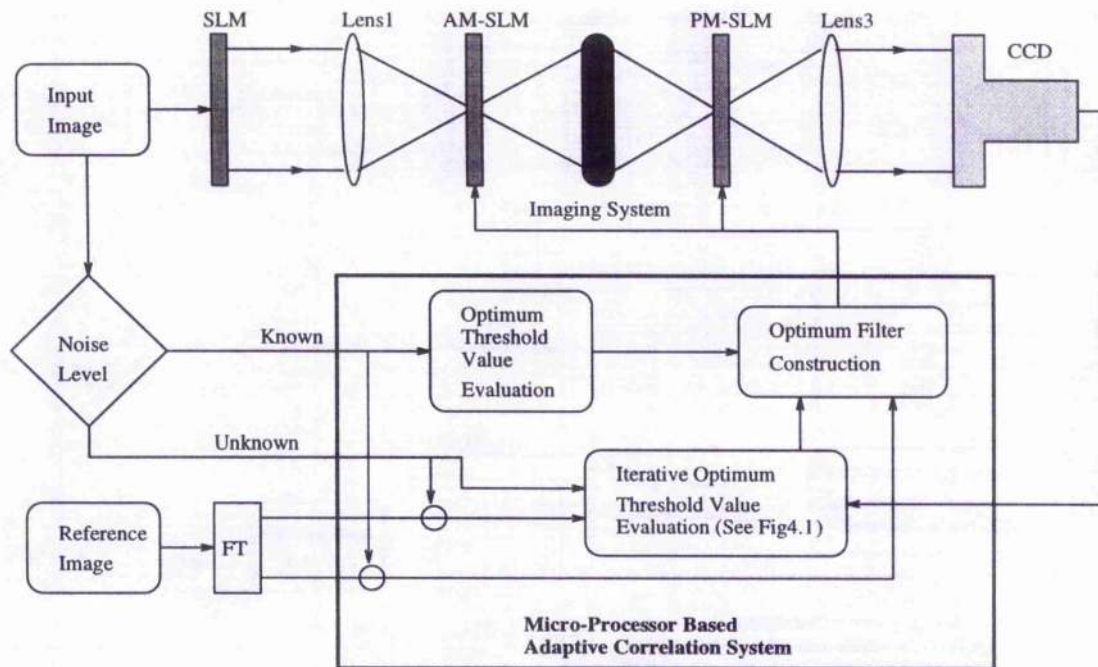 SLM
Lens1
AM-SLM
PM-SLM
Lens3
CCD
Input
Image
Imaging System
Noise
Level
Known
Optimum
Threshold
Value
Evaluation
Optimum Filter
Construction
Unknown
Iterative Optimum
Threshold Value
Evaluation (See Fig4.1)
Reference
Image
FT
Micro-Processor Based
Adaptive Correlation System